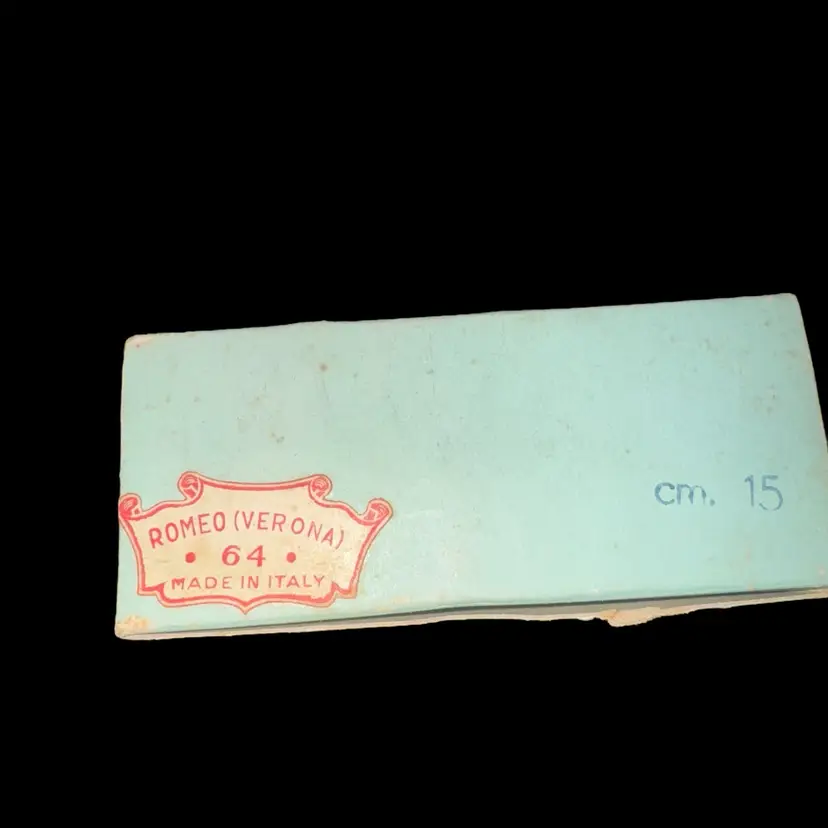 ROMEO (VERONA)
• 64 •
MADE IN ITALY
cm. 15